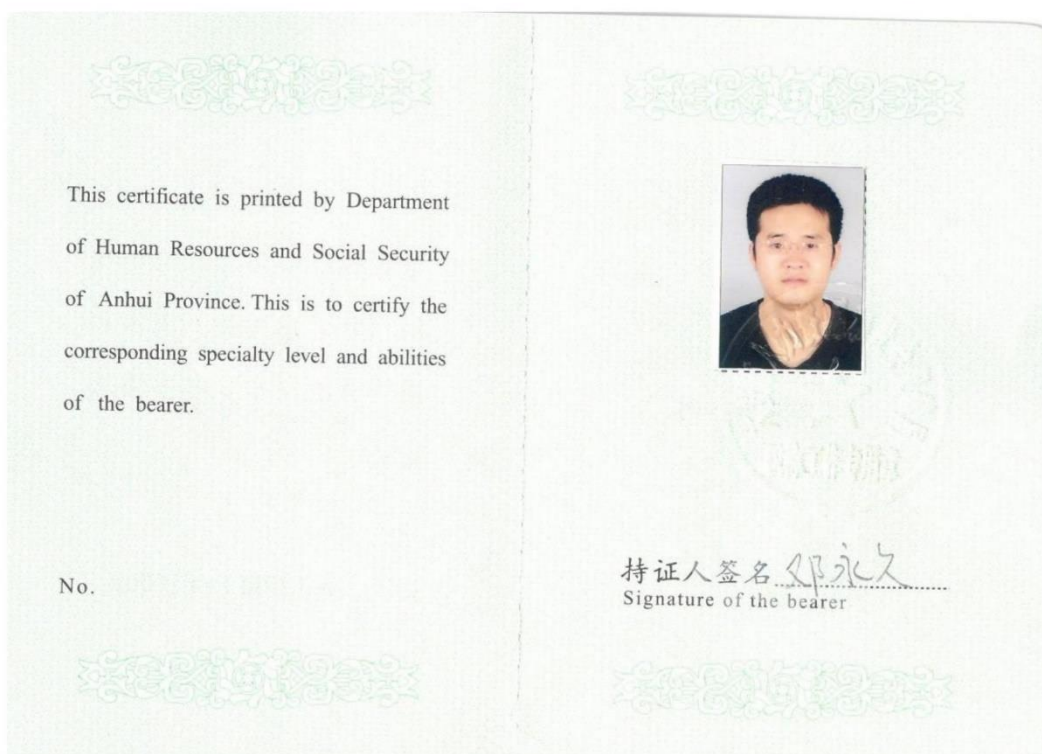 This certificate is printed by Department
of Human Resources and Social Security
of Anhui Province. This is to certify the
corresponding specialty level and abilities
of the bearer.
No.
持证人签名 邓永久
Signature of the bearer